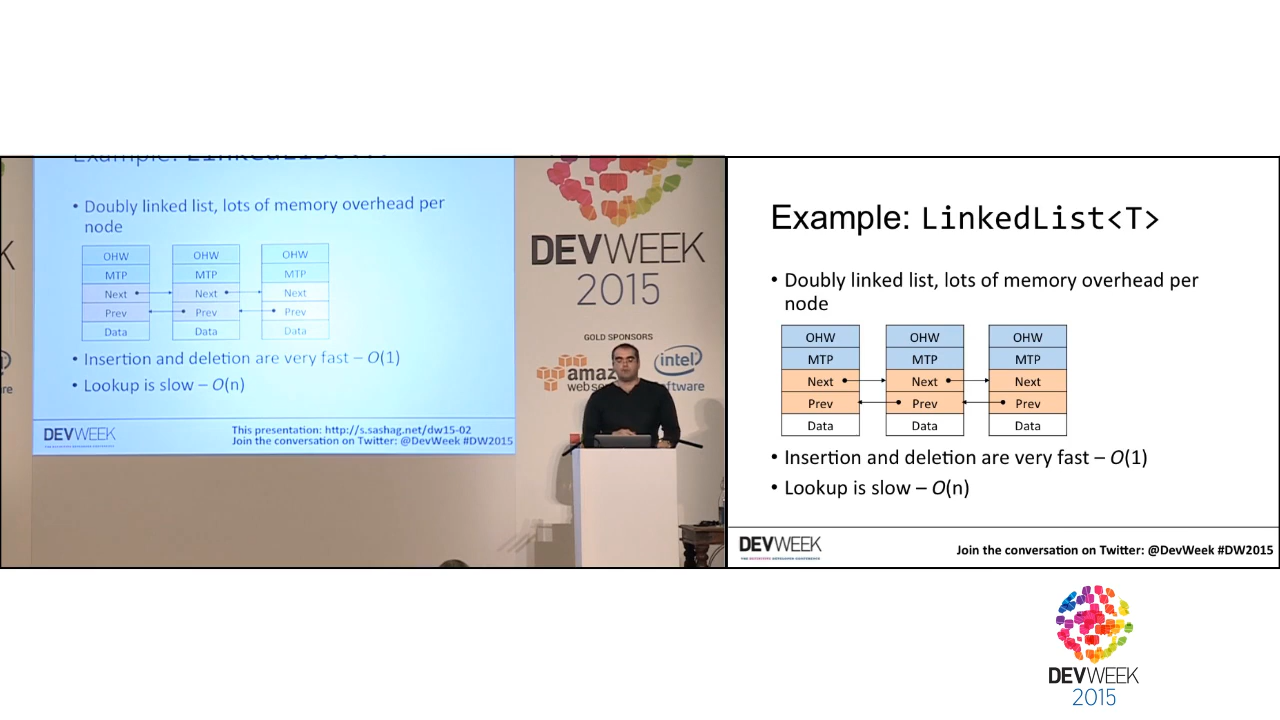 • Doubly linked list, lots of memory overhead per
node
OHW OHW OHW
MTP MTP MTP
Next Next Next
Prev Prev Prev
Data Data Data
• Insertion and deletion are very fast – O(1)
• Lookup is slow – O(n)
DEVWEEK
This presentation: http://s.sashag.net/dw15-02
Join the conversation on Twitter: @DevWeek #DW2015
DEVWEEK
2015
GOLD SPONSORS
intel
Example: LinkedList<T>
• Doubly linked list, lots of memory overhead per
node
OHW OHW OHW
MTP MTP MTP
Next Next Next
Prev Prev Prev
Data Data Data
• Insertion and deletion are very fast – O(1)
• Lookup is slow – O(n)
DEVWEEK
Join the conversation on Twitter: @DevWeek #DW2015
DEVWEEK
2015